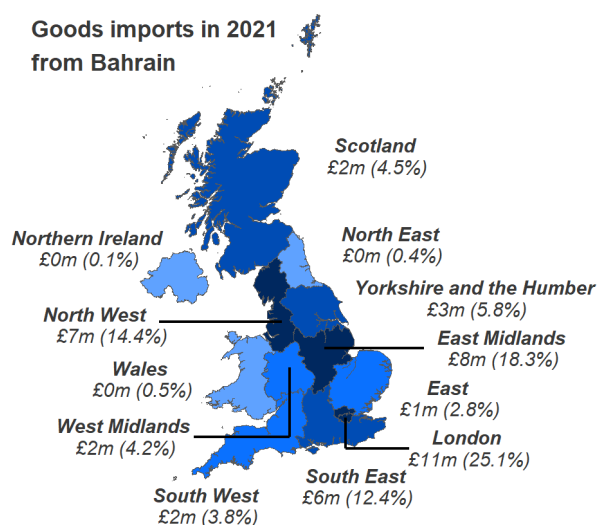 Goods imports in 2021
from Bahrain
Scotland
£2m (4.5%)
Northern Ireland
£0m (0.1%)
North East
£0m (0.4%)
Yorkshire and the Humber
£3m (5.8%)
North West
£7m (14.4%)
East Midlands
£8m (18.3%)
Wales
£0m (0.5%)
East
£1m (2.8%)
West Midlands
£2m (4.2%)
London
£11m (25.1%)
South East
£6m (12.4%)
South West
£2m (3.8%)